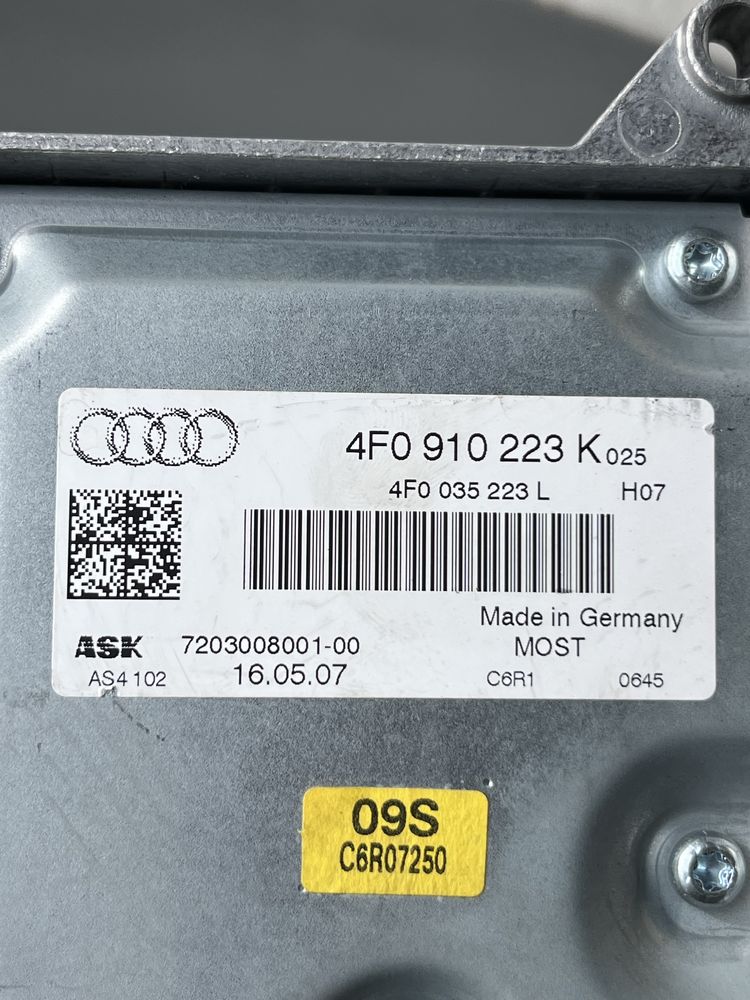 4F0 910 223 K 025
4F0 035 223 L H07
Made in Germany
ASK 7203008001-00 MOST
AS4 102 16.05.07 C6R1 0645
09S
C6R07250